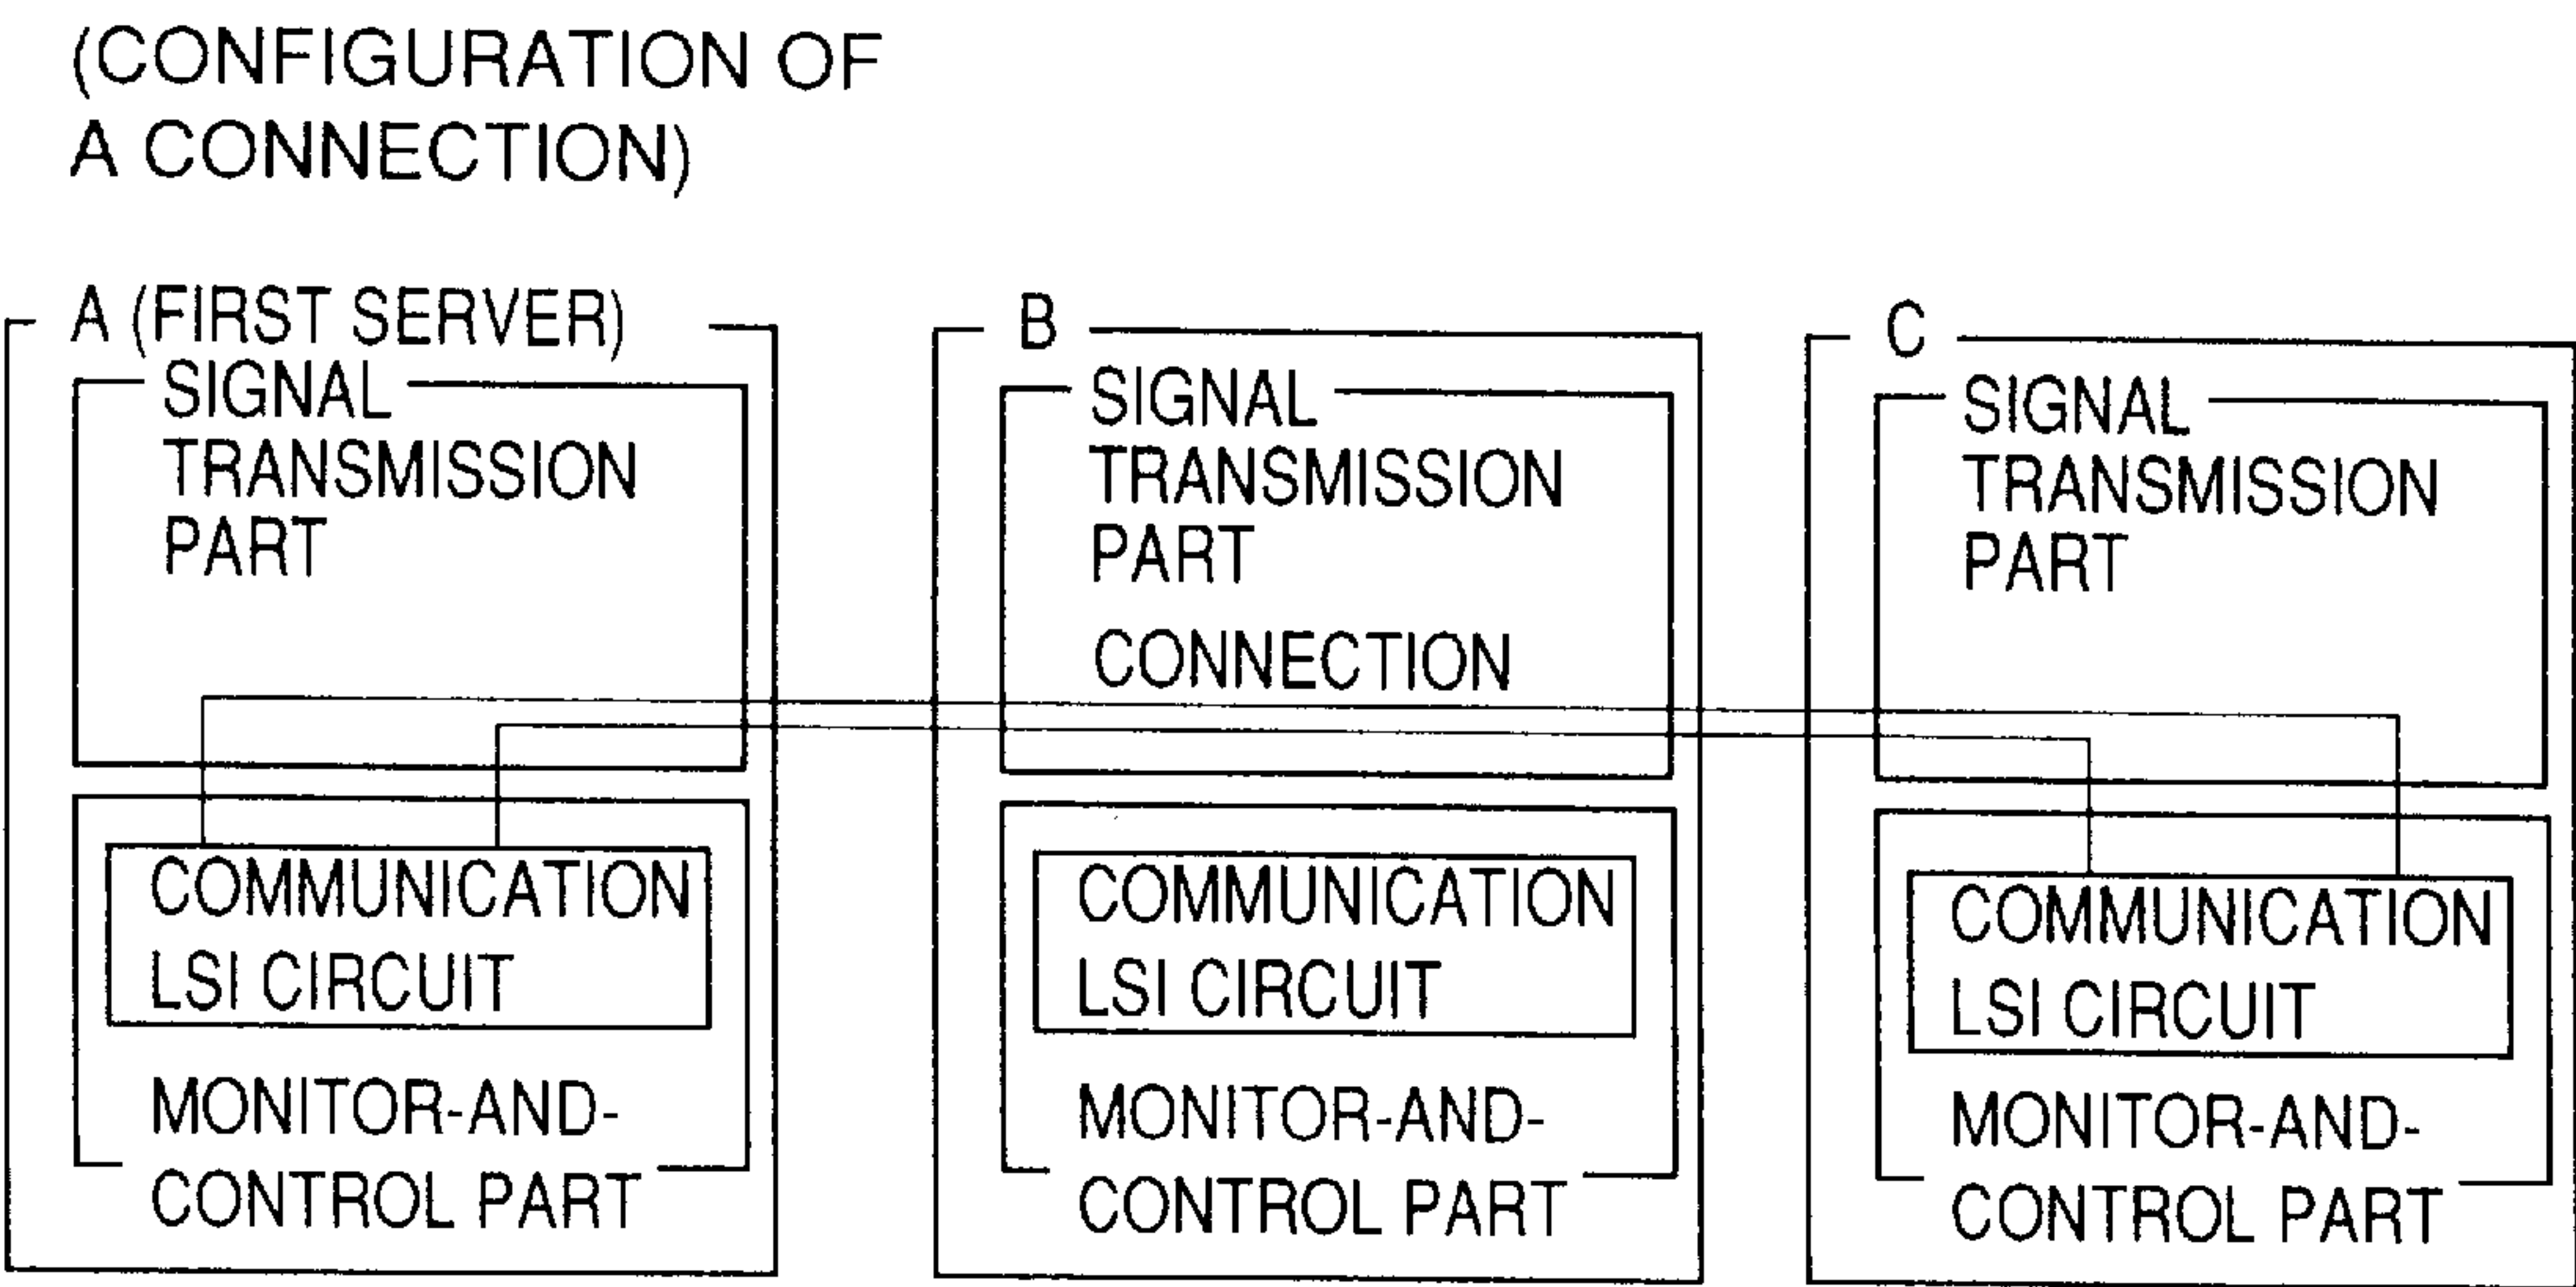 (CONFIGURATION OF
A CONNECTION)
A (FIRST SERVER)
SIGNAL
TRANSMISSION
PART
COMMUNICATION
LSI CIRCUIT
MONITOR-AND-
CONTROL PART
B
SIGNAL
TRANSMISSION
PART
CONNECTION
COMMUNICATION
LSI CIRCUIT
MONITOR-AND-
CONTROL PART
C
SIGNAL
TRANSMISSION
PART
COMMUNICATION
LSI CIRCUIT
MONITOR-AND-
CONTROL PART